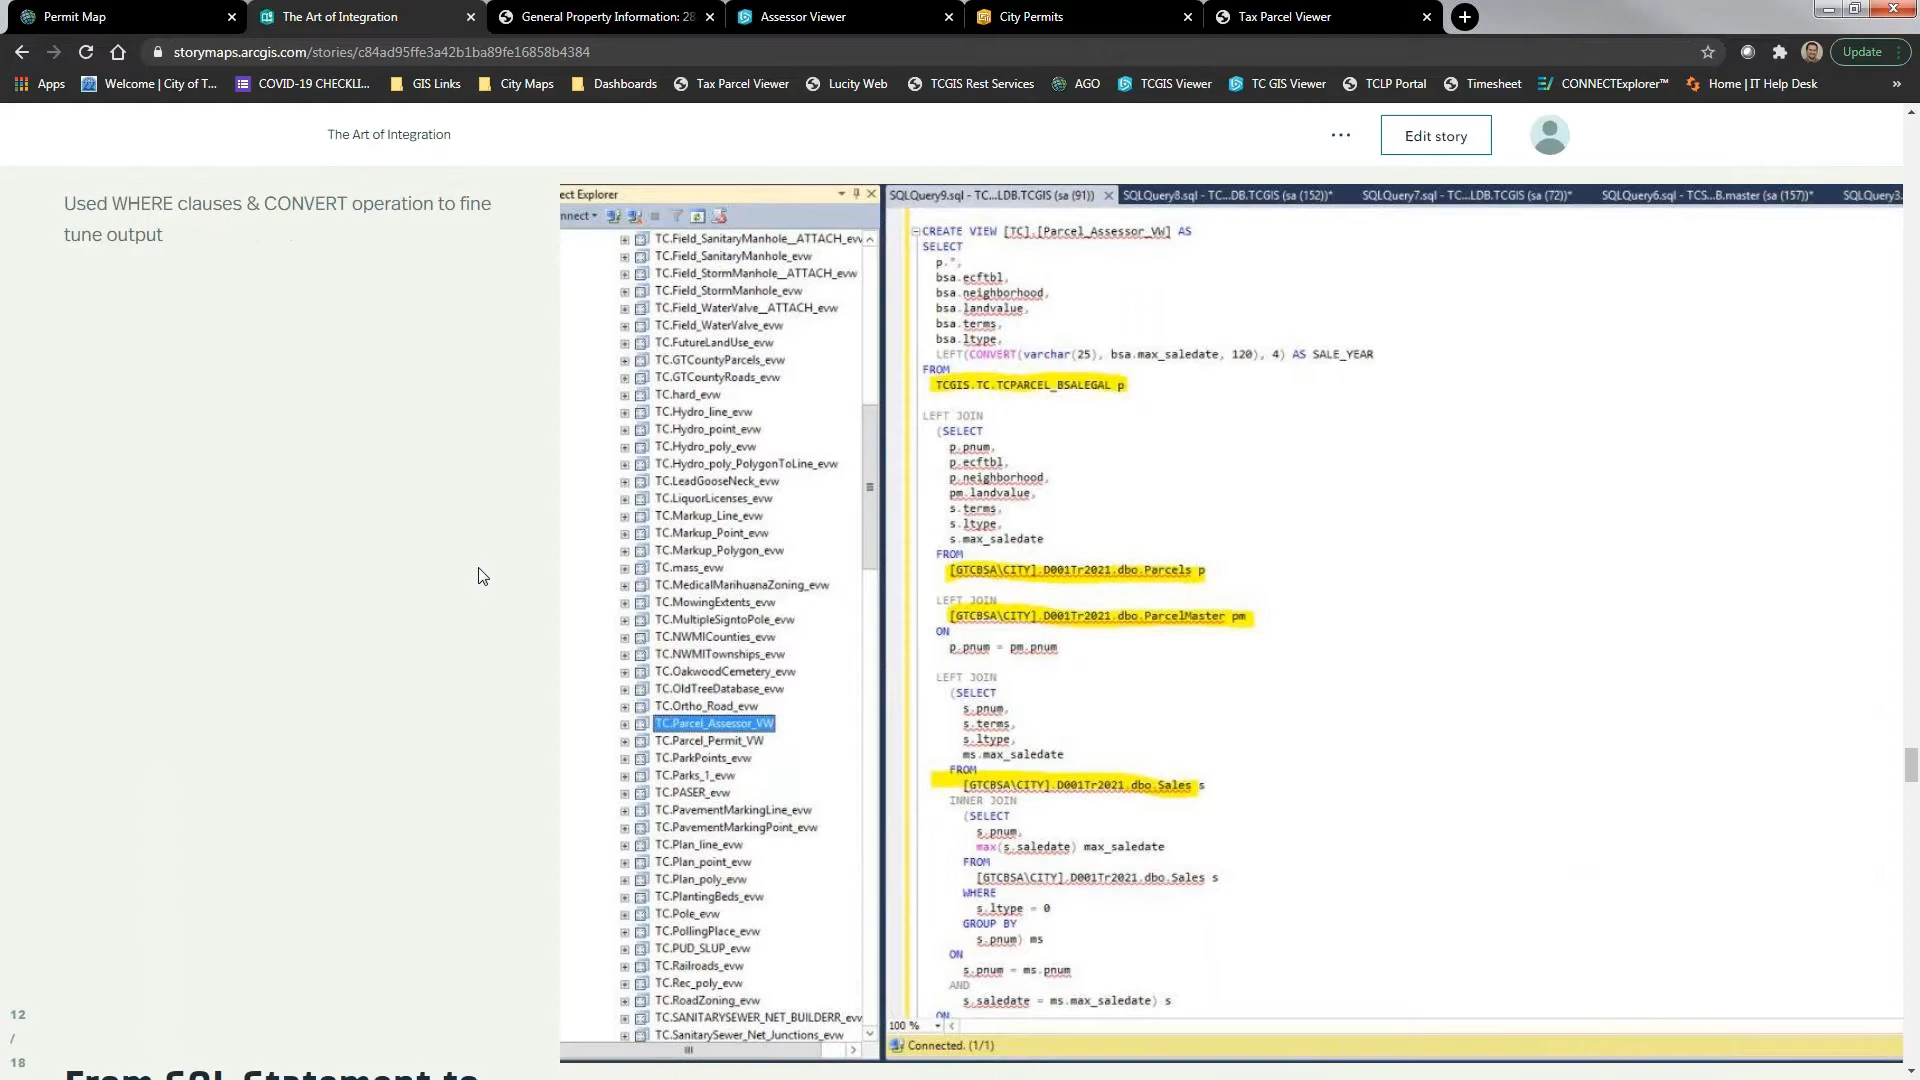 Permit Map
The Art of Integration
General Property Information: 28
Assessor Viewer
City Permits
Tax Parcel Viewer
storymaps.arcgis.com/stories/c84ad95ffe3a42b1ba89fe16858b4384
Update
Apps
Welcome | City of T...
COVID-19 CHECKLI...
GIS Links
City Maps
Dashboards
Tax Parcel Viewer
Lucity Web
TCGIS Rest Services
AGO
TCGIS Viewer
TC GIS Viewer
TCLP Portal
Timesheet
CONNECTExplorer™
Home | IT Help Desk
»
The Art of Integration
...
Edit story
Used WHERE clauses & CONVERT operation to fine
tune output
ect Explorer
nnect
TC.Field_SanitaryManhole__ATTACH_evw
TC.Field_SanitaryManhole_evw
TC.Field_StormManhole__ATTACH_evw
TC.Field_StormManhole_evw
TC.Field_WaterValve__ATTACH_evw
TC.Field_WaterValve_evw
TC.FutureLandUse_evw
TC.GTCountyParcels_evw
TC.GTCountyRoads_evw
TC.hard_evw
TC.Hydro_line_evw
TC.Hydro_point_evw
TC.Hydro_poly_evw
TC.Hydro_poly_PolygonToLine_evw
TC.LeadGooseNeck_evw
TC.LiquorLicenses_evw
TC.Markup_Line_evw
TC.Markup_Point_evw
TC.Markup_Polygon_evw
TC.mass_evw
TC.MedicalMarihuanaZoning_evw
TC.MowingExtents_evw
TC.MultipleSigntoPole_evw
TC.NWMICounties_evw
TC.NWMITownships_evw
TC.OakwoodCemetery_evw
TC.OldTreeDatabase_evw
TC.Ortho_Road_evw
TC.Parcel_Assessor_VW
TC.Parcel_Permit_VW
TC.ParkPoints_evw
TC.Parks_1_evw
TC.PASER_evw
TC.PavementMarkingLine_evw
TC.PavementMarkingPoint_evw
TC.Plan_line_evw
TC.Plan_point_evw
TC.Plan_poly_evw
TC.PlantingBeds_evw
TC.Pole_evw
TC.PollingPlace_evw
TC.PUD_SLUP_evw
TC.Railroads_evw
TC.Rec_poly_evw
TC.RoadZoning_evw
TC.SANITARYSEWER_NET_BUILDERR_evw
TC.SanitarySewer_Net_Junctions_evw
SQLQuery9.sql - TC...LDB.TCGIS (sa (91))
SQLQuery8.sql - TC...DB.TCGIS (sa (152))*
SQLQuery7.sql - TC...LDB.TCGIS (sa (72))*
SQLQuery6.sql - TCS...B.master (sa (157))*
SQLQuery3.
CREATE VIEW [TC].[Parcel_Assessor_VW] AS
SELECT
p.*,
bsa.ecftbl,
bsa.neighborhood,
bsa.landvalue,
bsa.terms,
bsa.ltype,
LEFT(CONVERT(varchar(25), bsa.max_saledate, 120), 4) AS SALE_YEAR
FROM
TCGIS.TC.TCPARCEL_BSALEGAL p
LEFT JOIN
(SELECT
p.pnum,
p.ecftbl,
p.neighborhood,
pm.landvalue,
s.terms,
s.ltype,
s.max_saledate
FROM
[GTCBSA\CITY].D001Tr2021.dbo.Parcels p
LEFT JOIN
[GTCBSA\CITY].D001Tr2021.dbo.ParcelMaster pm
ON
p.pnum = pm.pnum
LEFT JOIN
(SELECT
s.pnum,
s.terms,
s.ltype,
ms.max_saledate
FROM
[GTCBSA\CITY].D001Tr2021.dbo.Sales s
INNER JOIN
(SELECT
s.pnum,
max(s.saledate) max_saledate
FROM
[GTCBSA\CITY].D001Tr2021.dbo.Sales s
WHERE
s.ltype = 0
GROUP BY
s.pnum) ms
ON
s.pnum = ms.pnum
AND
s.saledate = ms.max_saledate) s
ON
100 %
Connected. (1/1)
12
/
18
From SQL Statement to